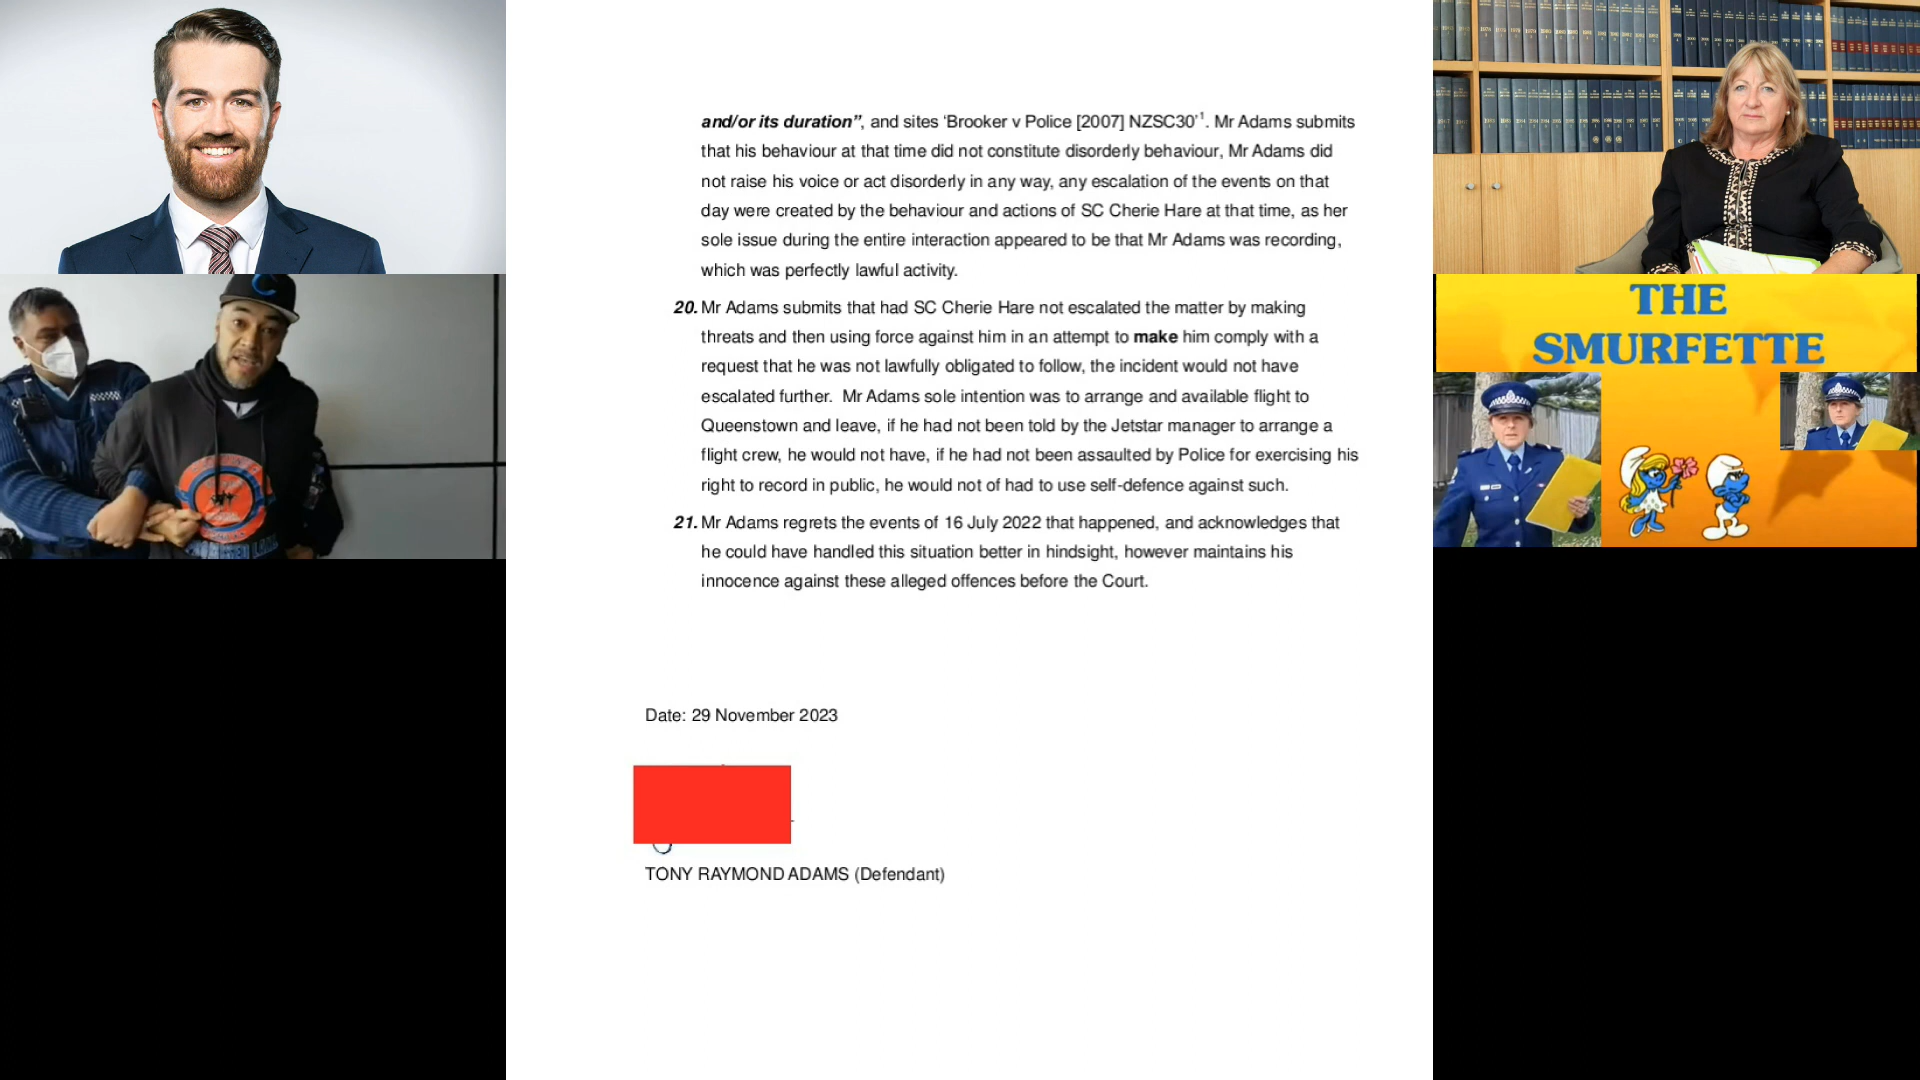 and/or its duration”, and sites ‘Brooker v Police [2007] NZSC30’¹. Mr Adams submits
that his behaviour at that time did not constitute disorderly behaviour, Mr Adams did
not raise his voice or act disorderly in any way, any escalation of the events on that
day were created by the behaviour and actions of SC Cherie Hare at that time, as her
sole issue during the entire interaction appeared to be that Mr Adams was recording,
which was perfectly lawful activity.
20. Mr Adams submits that had SC Cherie Hare not escalated the matter by making
threats and then using force against him in an attempt to make him comply with a
request that he was not lawfully obligated to follow, the incident would not have
escalated further. Mr Adams sole intention was to arrange and available flight to
Queenstown and leave, if he had not been told by the Jetstar manager to arrange a
flight crew, he would not have, if he had not been assaulted by Police for exercising his
right to record in public, he would not of had to use self-defence against such.
21. Mr Adams regrets the events of 16 July 2022 that happened, and acknowledges that
he could have handled this situation better in hindsight, however maintains his
innocence against these alleged offences before the Court.
Date: 29 November 2023
TONY RAYMOND ADAMS (Defendant)
THE
SMURFETTE
C